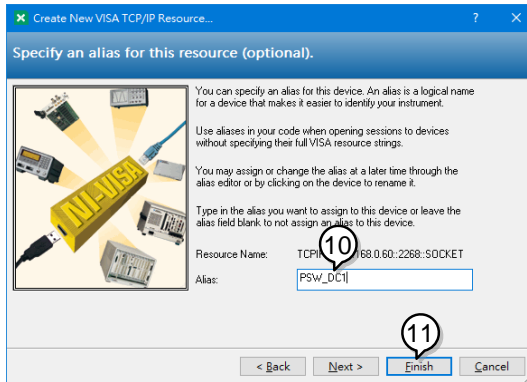 Create New VISA TCP/IP Resource... ? ×
Specify an alias for this resource (optional).
You can specify an alias for this device. An alias is a logical name
for a device that makes it easier to identify your instrument.
Use aliases in your code when opening sessions to devices
without specifying their full VISA resource strings.
You may assign or change the alias at a later time through the
alias editor or by clicking on the device to rename it.
Type in the alias you want to assign to this device or leave the
alias field blank to not assign an alias to this device.
NI-VISA
10
Resource Name: TCPI 68.0.60::2268::SOCKET
Alias: PSW_DC1
11
< Back Next > Finish Cancel